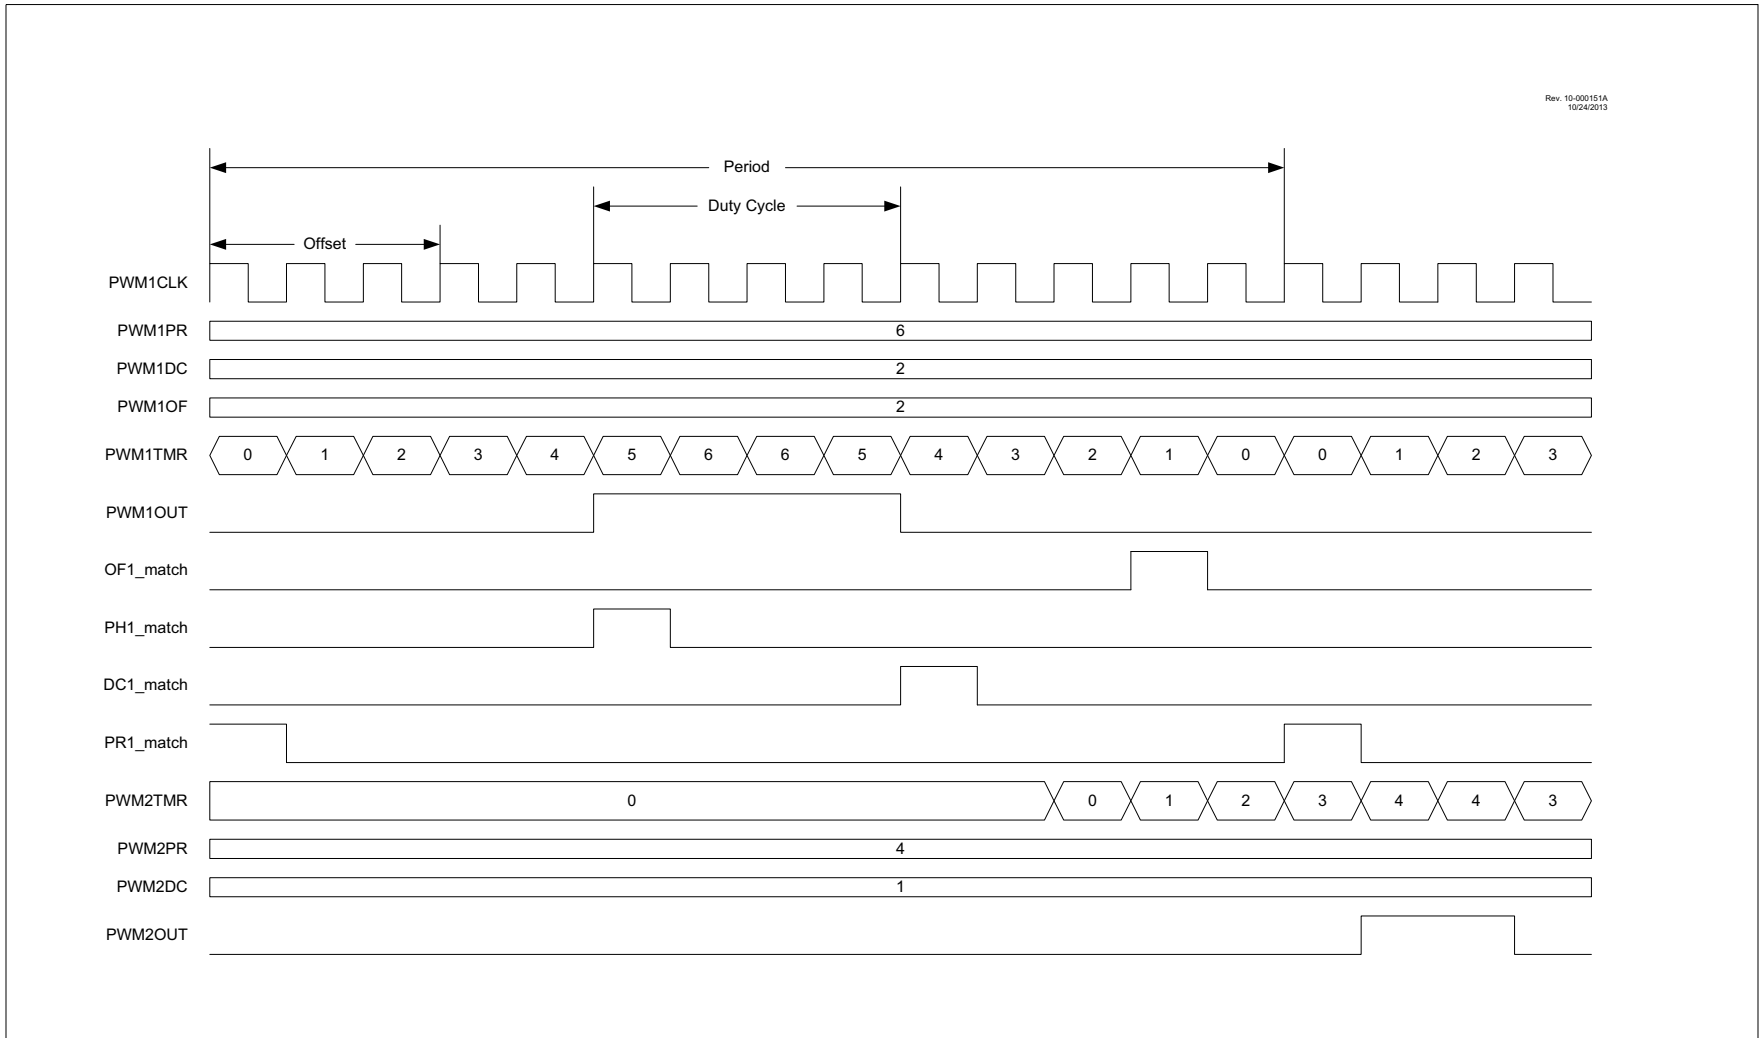 Rev. 10-000151A
10/24/2013
Period
Duty Cycle
Offset
PWM1CLK
PWM1PR 6
PWM1DC 2
PWM1OF 2
PWM1TMR 0 1 2 3 4 5 6 6 5 4 3 2 1 0 0 1 2 3
PWM1OUT
OF1_match
PH1_match
DC1_match
PR1_match
PWM2TMR 0 0 1 2 3 4 4 3
PWM2PR 4
PWM2DC 1
PWM2OUT